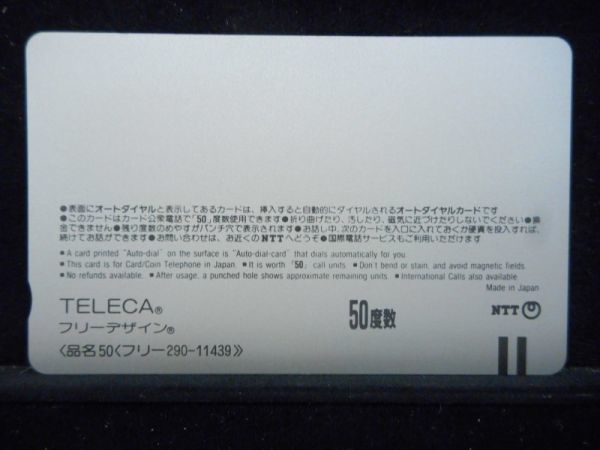 ●表面にオートダイヤルと表示してあるカードは、挿入すると自動的にダイヤルされるオートダイヤルカードです
●このカードはカード公衆電話で「50」度数使用できます●折り曲げたり、汚したり、磁気に近づけたりしないでください●換
金できません●残り度数のめやすがパンチ穴で表示されます●お話し中、次のカードを入口に入れておくか硬貨を投入すれば、
続けてお話ができます●お問い合わせは、お近くのNTTへどうぞ●国際電話サービスもご利用いただけます
■A card printed "Auto-dial" on the surface is "Auto-dial-card" that dials automatically for you.
■This card is for Card/Coin Telephone in Japan. ■It is worth「50」call units. ■Don't bend or stain, and avoid magnetic fields.
■No refunds available. ■After usage, a punched hole shows approximate remaining units. ■International Calls also available.
Made in Japan
TELECA®
フリーデザイン®
〈品名50〈フリー290-11439》
50度数
NTT